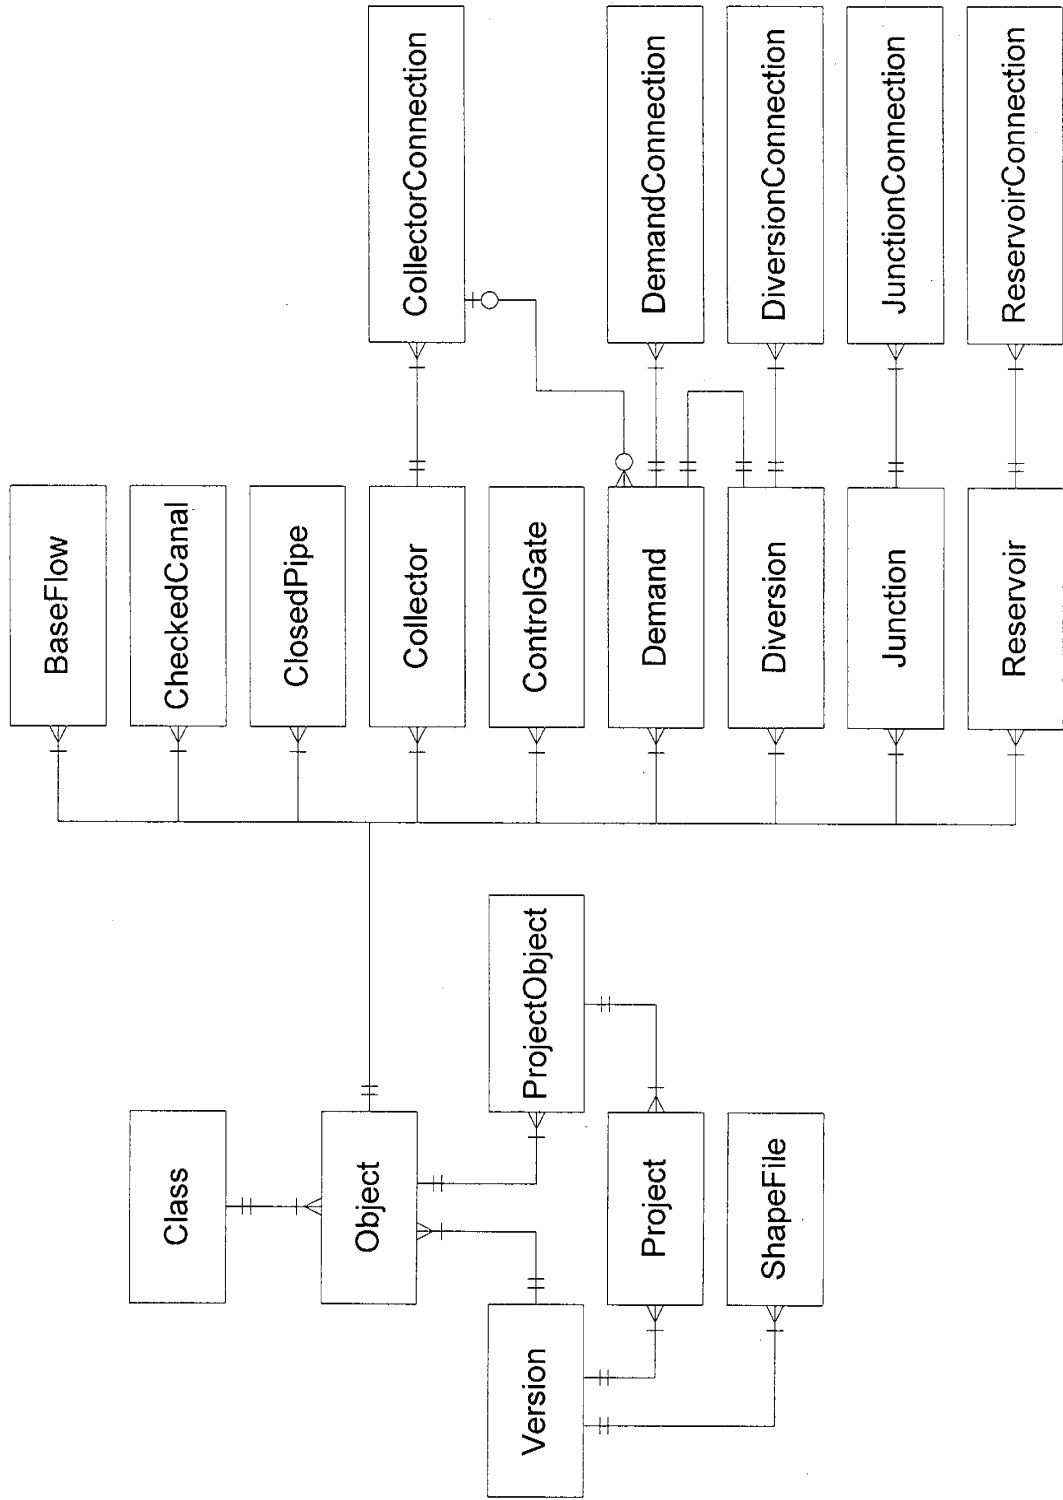 Class
Object
Version
ProjectObject
Project
ShapeFile
BaseFlow
CheckedCanal
ClosedPipe
Collector
ControlGate
Demand
Diversion
Junction
Reservoir
CollectorConnection
DemandConnection
DiversionConnection
JunctionConnection
ReservoirConnection